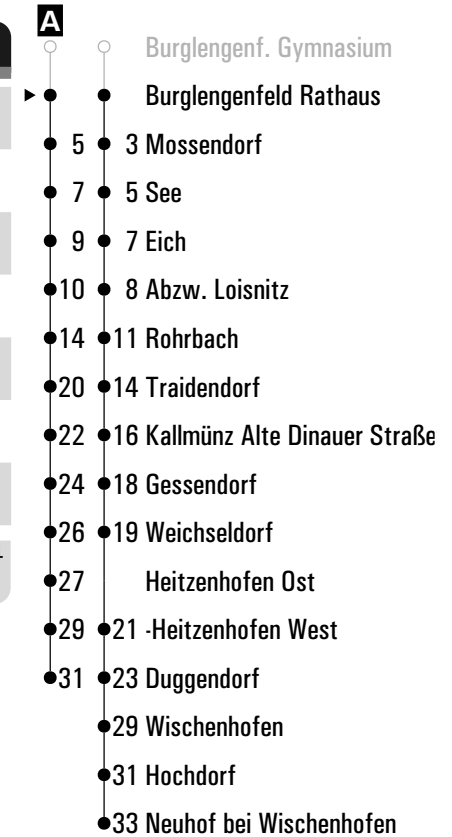 A
Burglengenf. Gymnasium
Burglengenfeld Rathaus
5 3 Mossendorf
7 5 See
9 7 Eich
10 8 Abzw. Loisnitz
14 11 Rohrbach
20 14 Traidendorf
22 16 Kallmünz Alte Dinauer Straße
24 18 Gessendorf
26 19 Weichseldorf
27 Heitzenhofen Ost
29 21 -Heitzenhofen West
31 23 Duggendorf
29 Wischenhofen
31 Hochdorf
33 Neuhof bei Wischenhofen